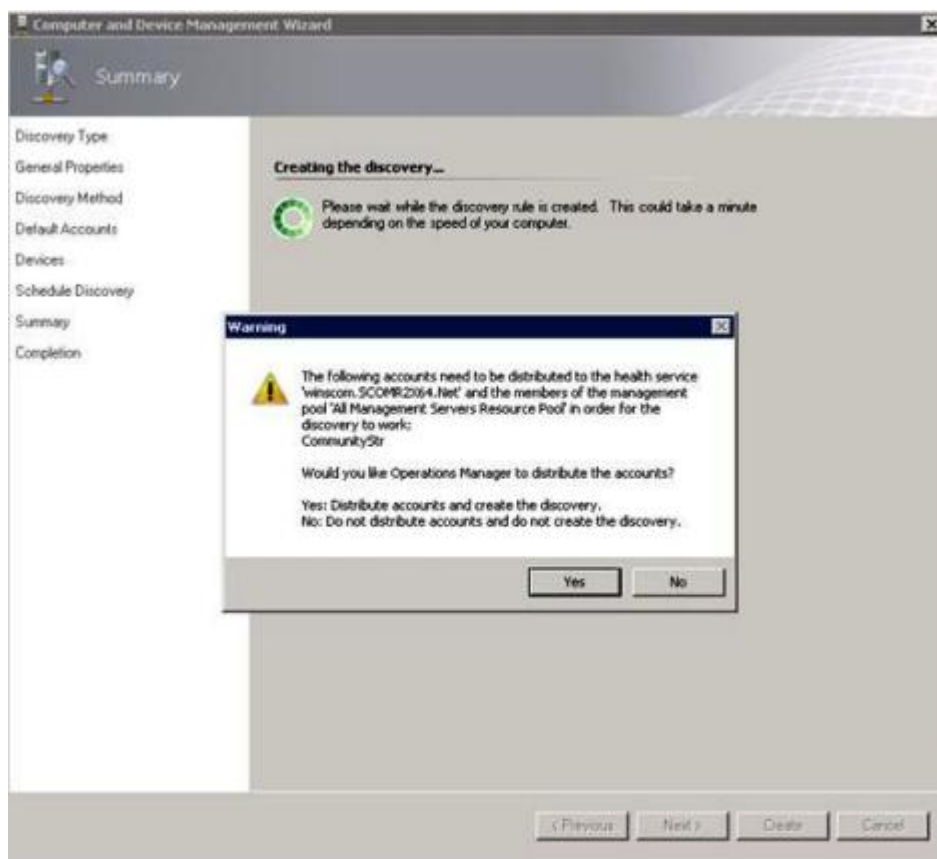 Computer and Device Management Wizard
Summary
Discovery Type
General Properties
Discovery Method
Default Accounts
Devices
Schedule Discovery
Summary
Completion
Creating the discovery...
Please wait while the discovery rule is created. This could take a minute
depending on the speed of your computer.
Warning
The following accounts need to be distributed to the health service
'winscom.SCOMR2X64.Net' and the members of the management
pool 'All Management Servers Resource Pool' in order for the
discovery to work:
CommunityStr
Would you like Operations Manager to distribute the accounts?
Yes: Distribute accounts and create the discovery.
No: Do not distribute accounts and do not create the discovery.
Yes
No
< Previous
Next >
Create
Cancel